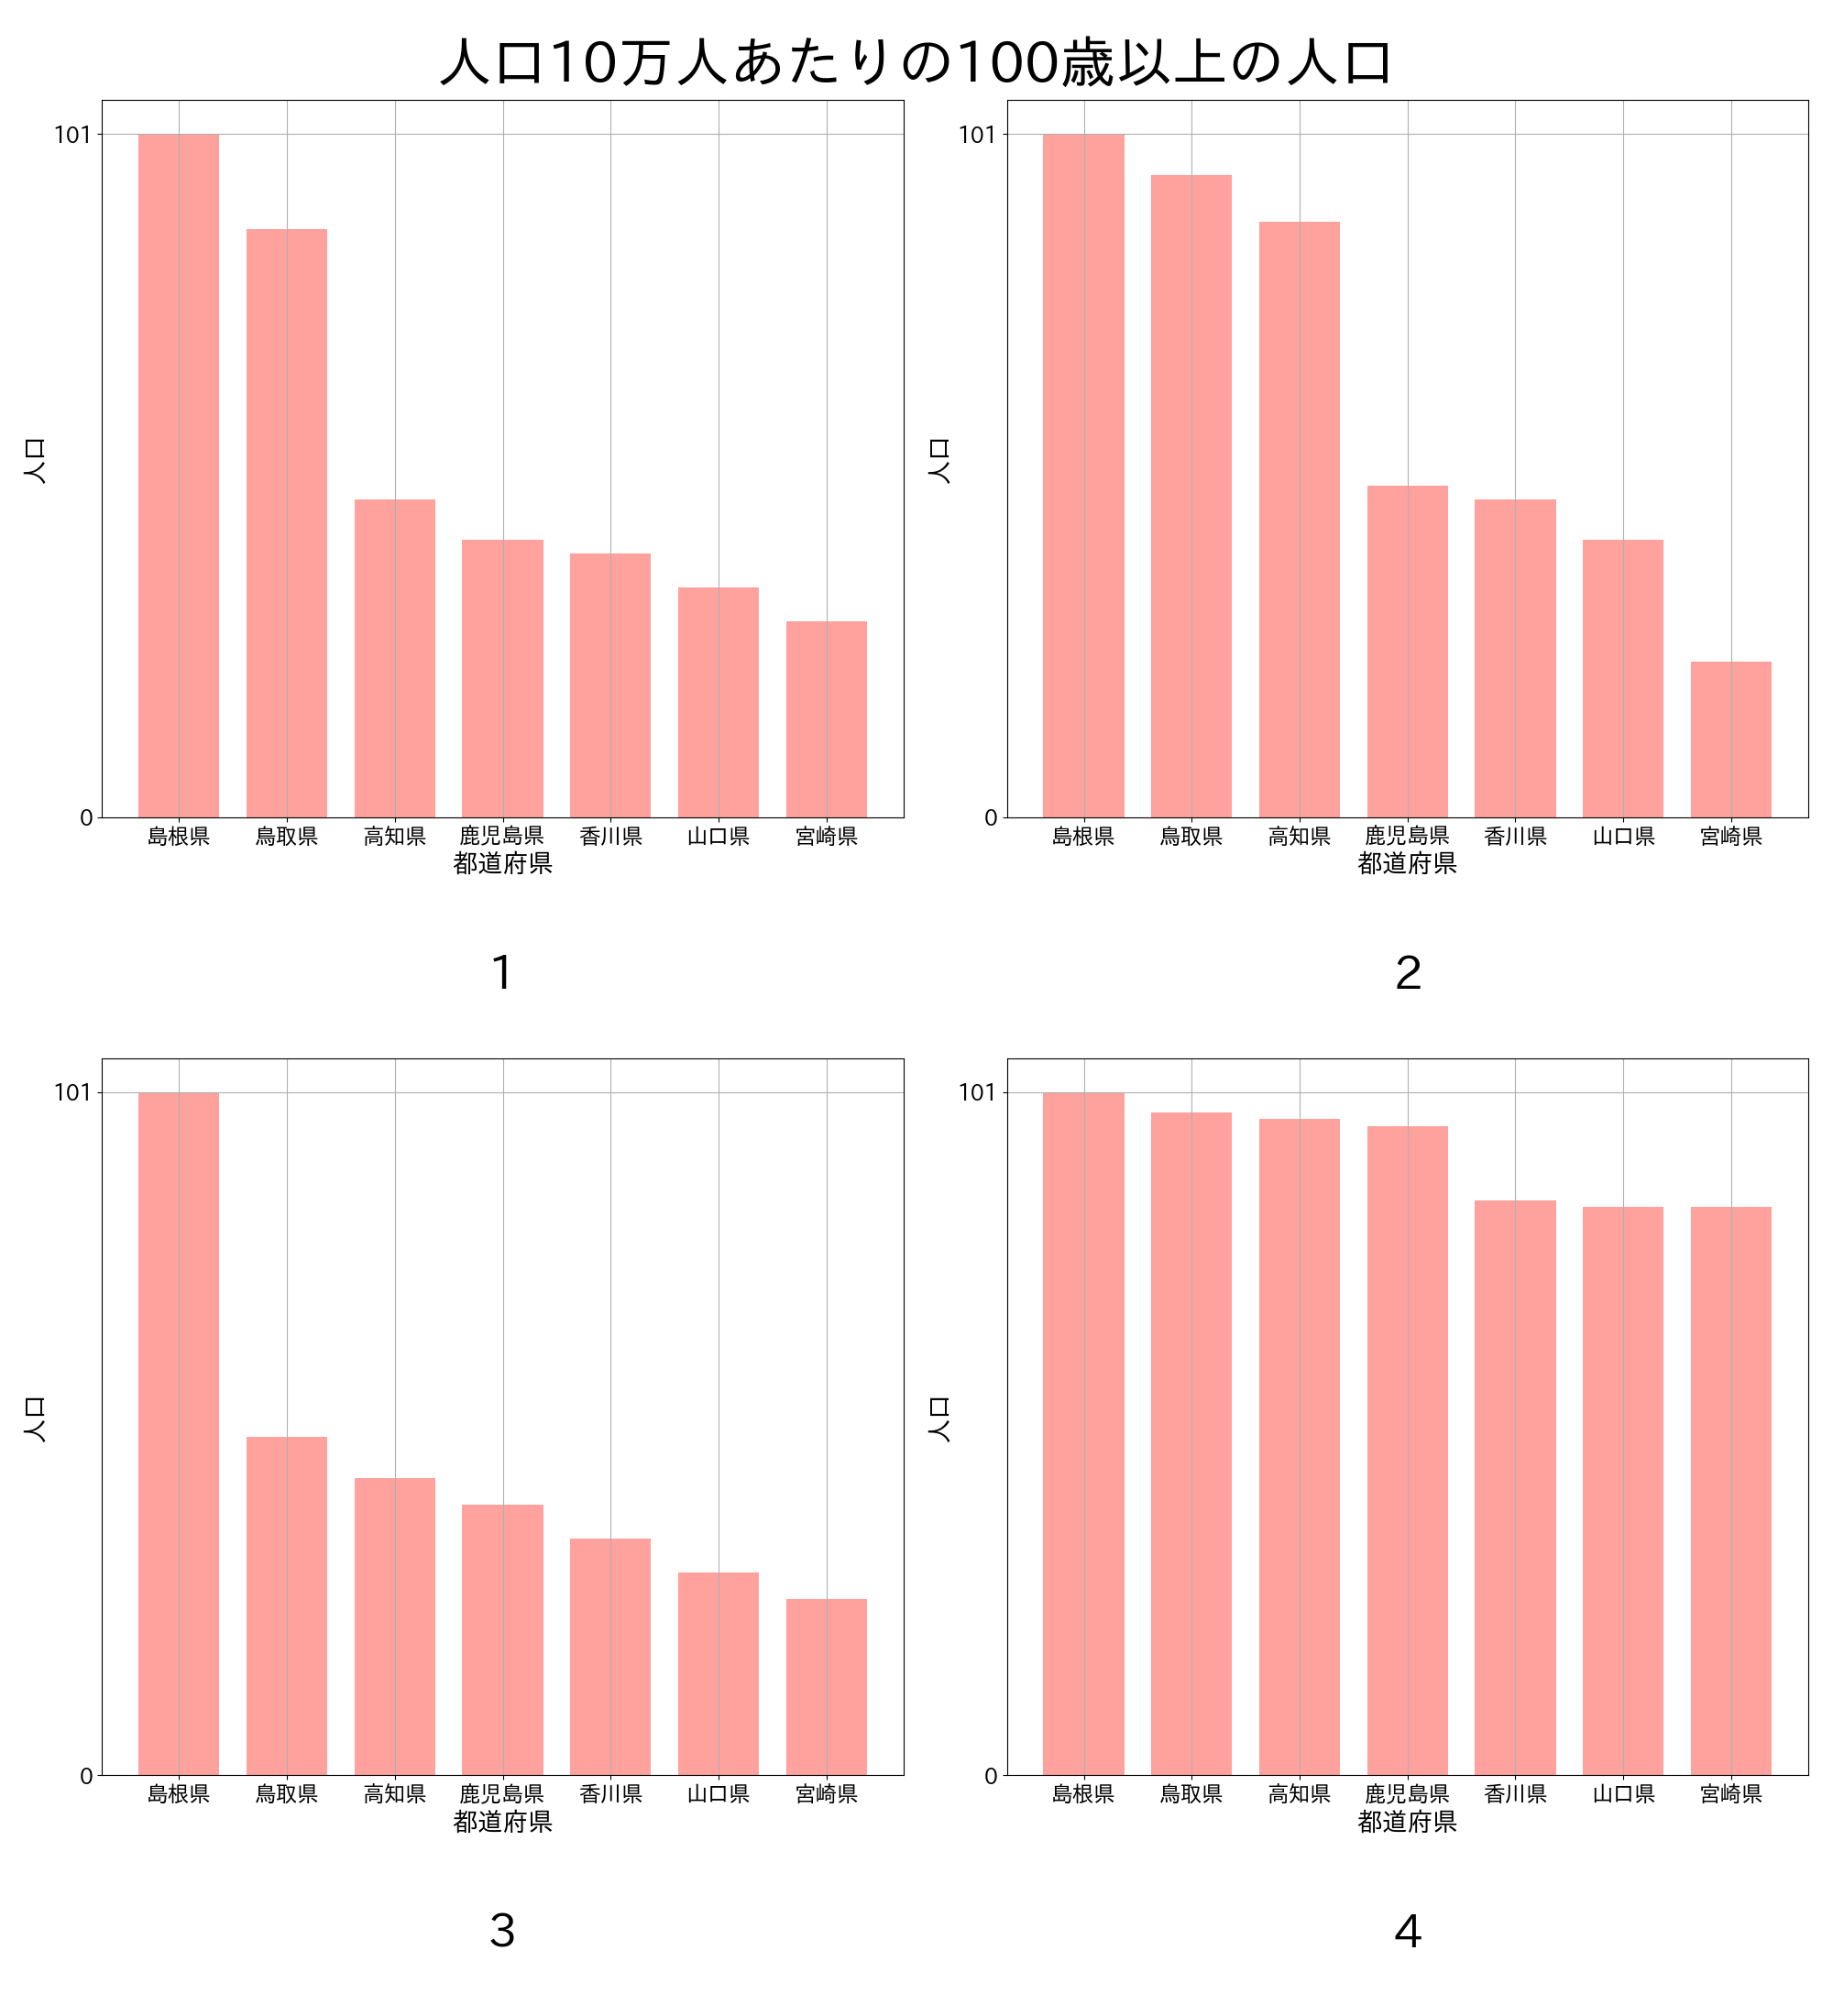 人口10万人あたりの100歳以上の人口
101
0
人口
島根県 鳥取県 高知県 鹿児島県 香川県 山口県 宮崎県
都道府県
1
101
0
人口
島根県 鳥取県 高知県 鹿児島県 香川県 山口県 宮崎県
都道府県
2
101
0
人口
島根県 鳥取県 高知県 鹿児島県 香川県 山口県 宮崎県
都道府県
3
101
0
人口
島根県 鳥取県 高知県 鹿児島県 香川県 山口県 宮崎県
都道府県
4